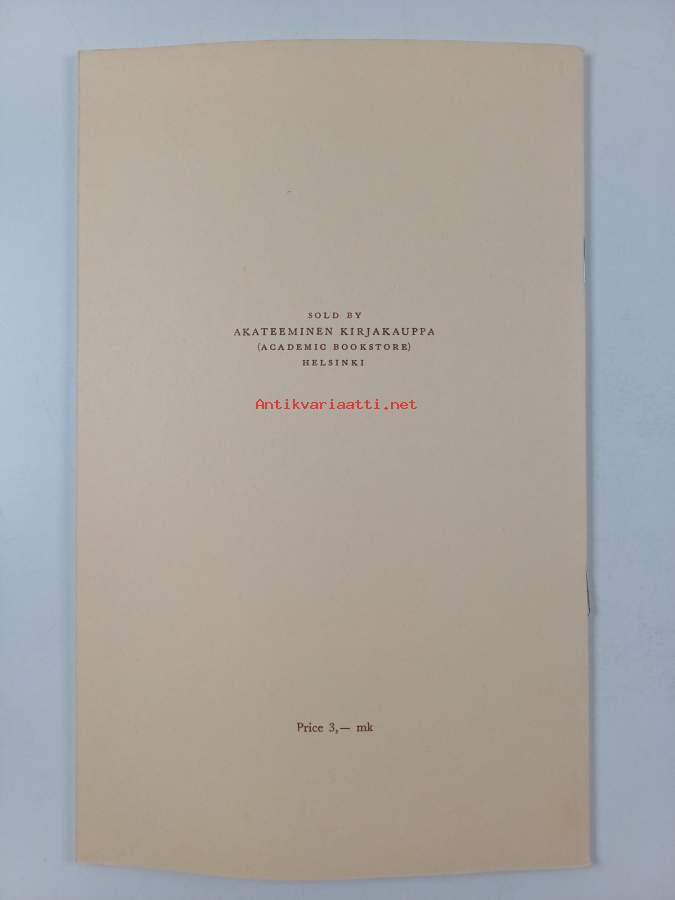 SOLD BY
AKATEEMINEN KIRJAKAUPPA
(ACADEMIC BOOKSTORE)
HELSINKI
Antikvariaatti.net
Price 3,— mk